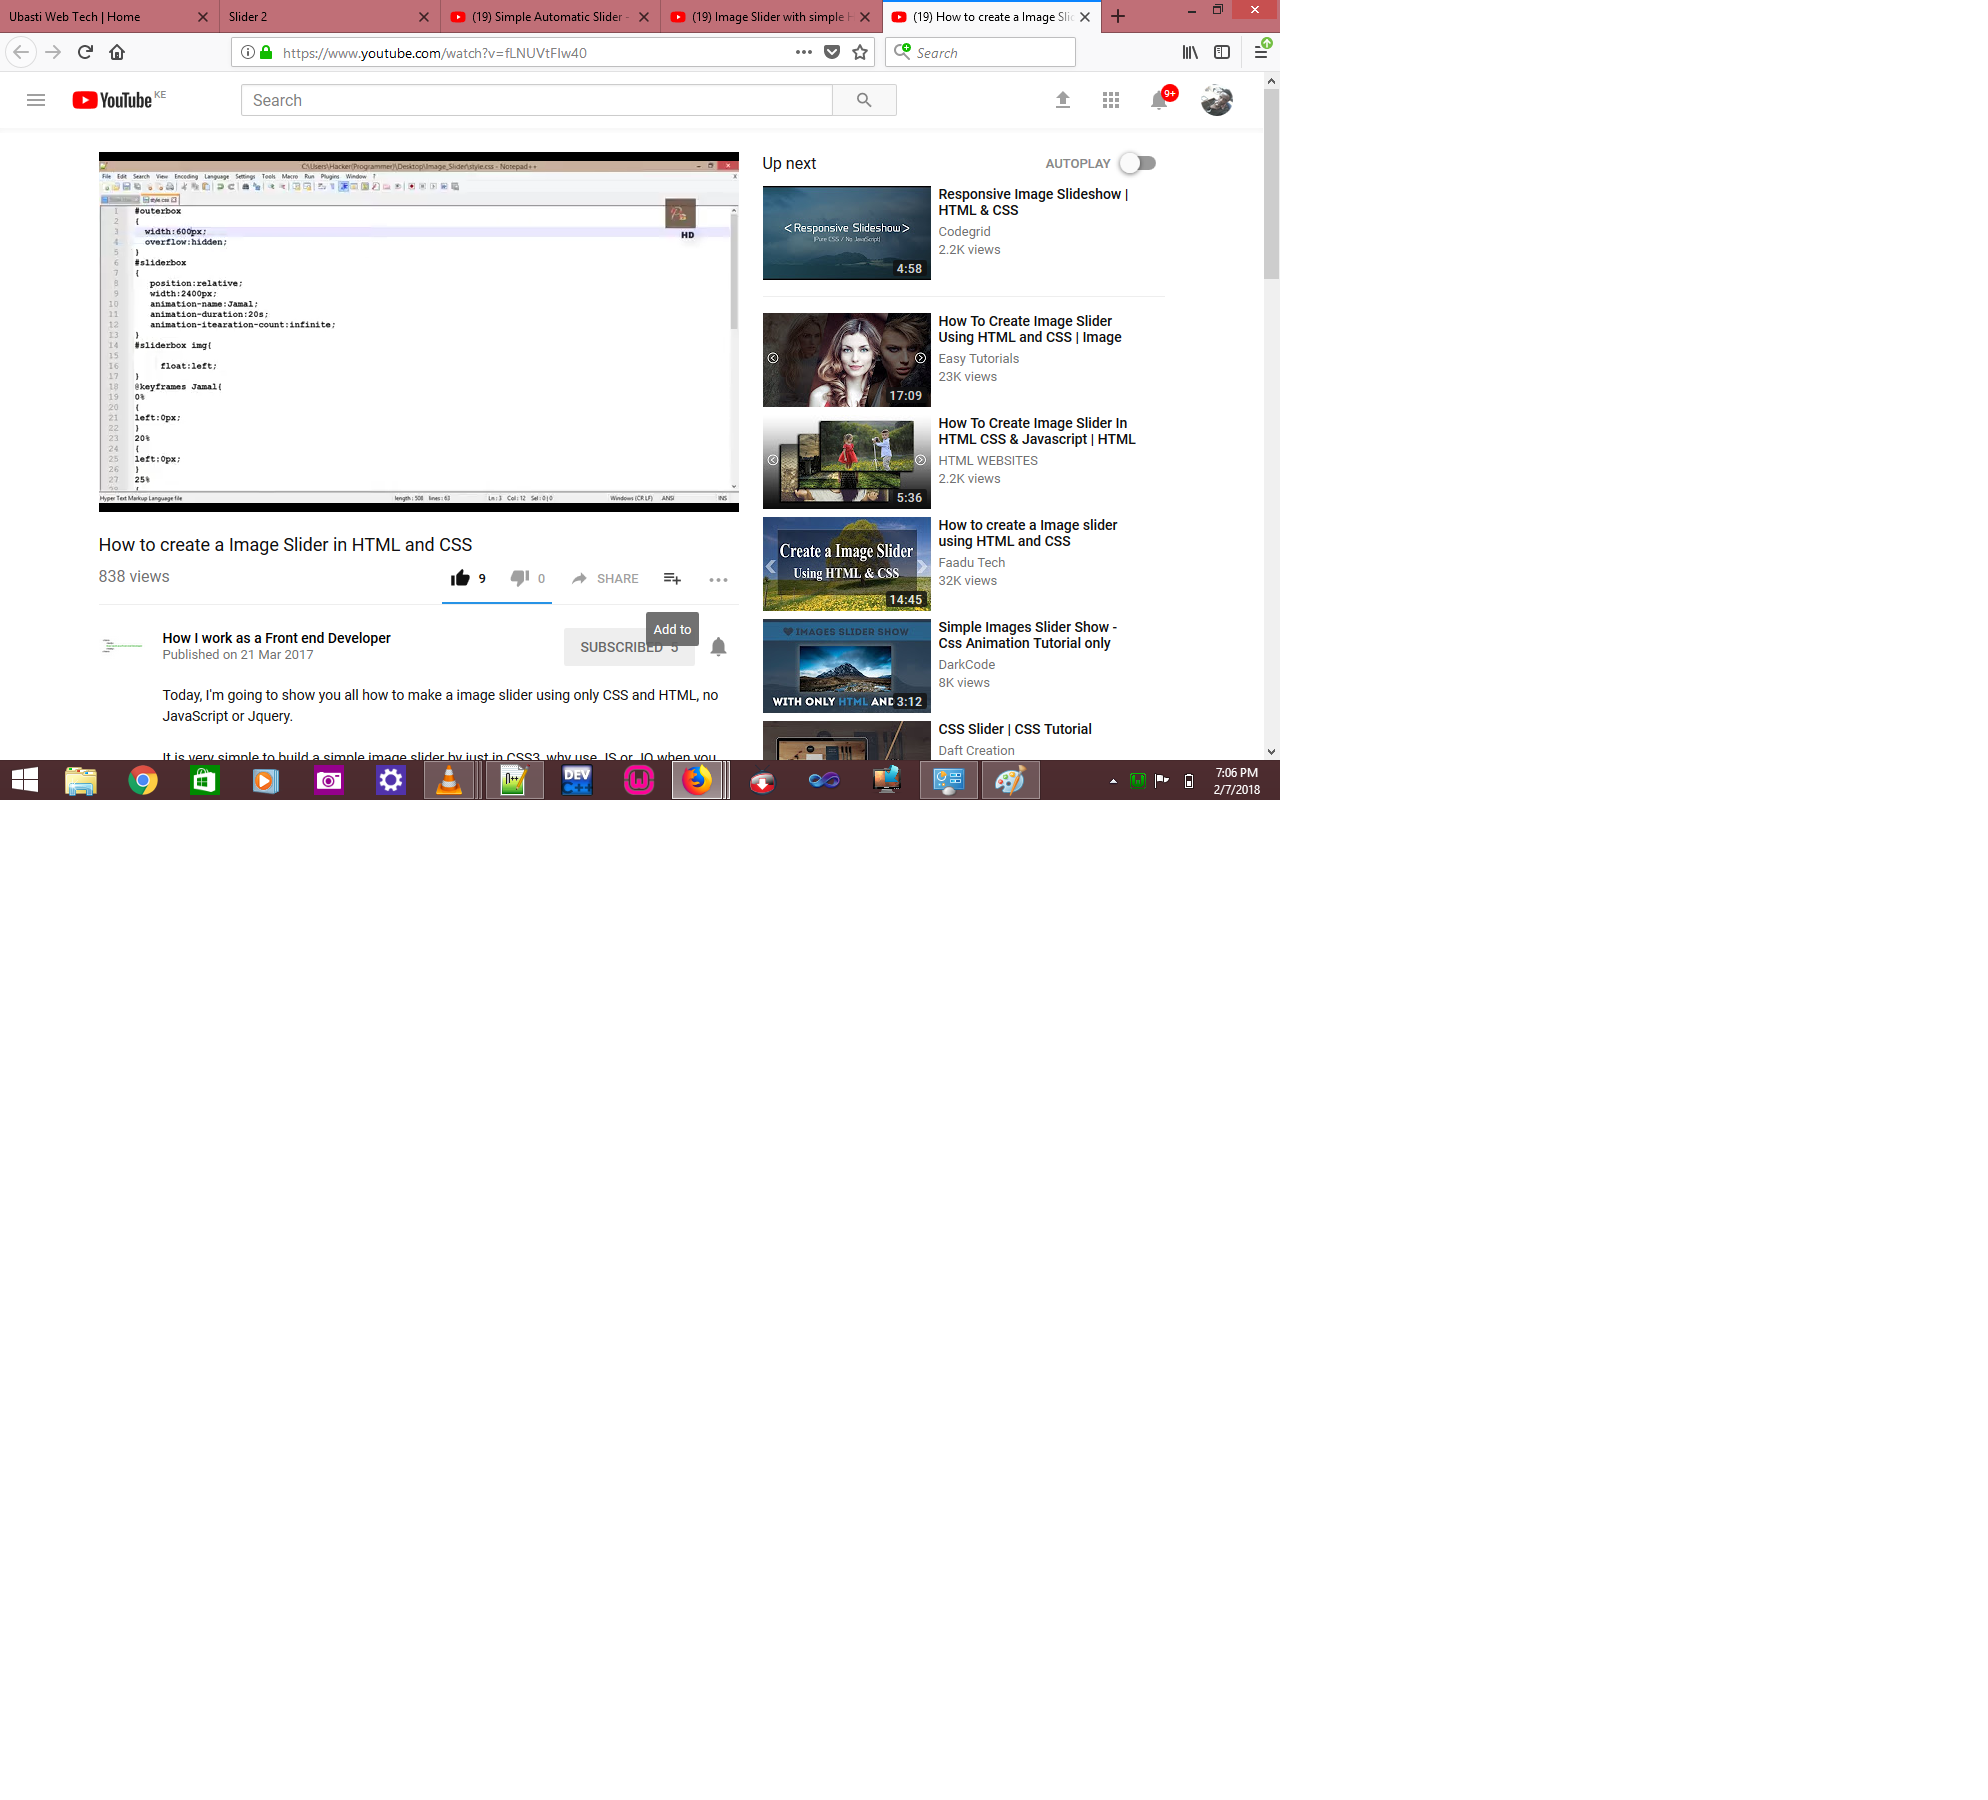 Ubasti Web Tech | Home
Slider 2
(19) Simple Automatic Slider -
(19) Image Slider with simple H
(19) How to create a Image Slid
https://www.youtube.com/watch?v=fLNUVtFIw40
Search
YouTube KE
Search
9+
C:\Users\Hacker(Programmer)\Desktop\Image_Slider\style.css - Notepad++
File Edit Search View Encoding Language Settings Tools Macro Run Plugins Window ? X
style.css
1 #outerbox
2 {
3 width:600px;
4 overflow:hidden;
5 }
6 #sliderbox
7 {
8 position:relative;
9 width:2400px;
10 animation-name:Jamal;
11 animation-duration:20s;
12 animation-itearation-count:infinite;
13 }
14 #sliderbox img{
15
16 float:left;
17 }
18 @keyframes Jamal{
19 0%
20 {
21 left:0px;
22 }
23 20%
24 {
25 left:0px;
26 }
27 25%
28 {
HD
Hyper Text Markup Language file length : 508 lines : 63 Ln : 3 Col : 12 Sel : 0 | 0 Windows (CR LF) ANSI INS
How to create a Image Slider in HTML and CSS
838 views
9 0 SHARE
Add to
How I work as a Front end Developer
Published on 21 Mar 2017
SUBSCRIBED 5
Today, I'm going to show you all how to make a image slider using only CSS and HTML, no
JavaScript or Jquery.
It is very simple to build a simple image slider by just in CSS3, why use JS or JQ when you
Up next
AUTOPLAY
<Responsive Slideshow>
(Pure CSS / No JavaScript)
4:58
Responsive Image Slideshow |
HTML & CSS
Codegrid
2.2K views
17:09
How To Create Image Slider
Using HTML and CSS | Image
Easy Tutorials
23K views
5:36
How To Create Image Slider In
HTML CSS & Javascript | HTML
HTML WEBSITES
2.2K views
Create a Image Slider
Using HTML & CSS
14:45
How to create a Image slider
using HTML and CSS
Faadu Tech
32K views
IMAGES SLIDER SHOW
WITH ONLY HTML AND
3:12
Simple Images Slider Show -
Css Animation Tutorial only
DarkCode
8K views
CSS Slider | CSS Tutorial
Daft Creation
DEV
C++
7:06 PM
2/7/2018